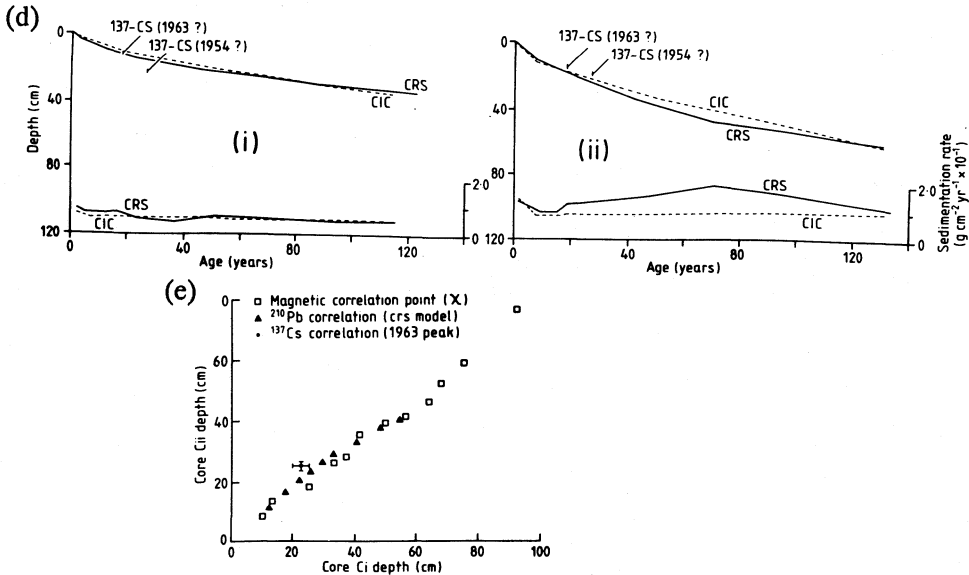 (d)
0
40
80
120
Depth (cm)
137-CS (1963 ?)
137-CS (1954 ?)
CRS
CIC
(i)
CRS
CIC
2·0
0
0
40
80
120
Age (years)
0
40
80
120
137-CS (1963 ?)
137-CS (1954 ?)
CIC
CRS
(ii)
CRS
CIC
2·0
0
Sedimentation rate
(g cm⁻² yr⁻¹ x 10⁻¹)
0
40
80
120
Age (years)
(e)
0
60
40
20
0
Core Cii depth (cm)
Magnetic correlation point (χ)
²¹⁰Pb correlation (crs model)
¹³⁷Cs correlation (1963 peak)
0
20
40
60
80
100
Core Ci depth (cm)